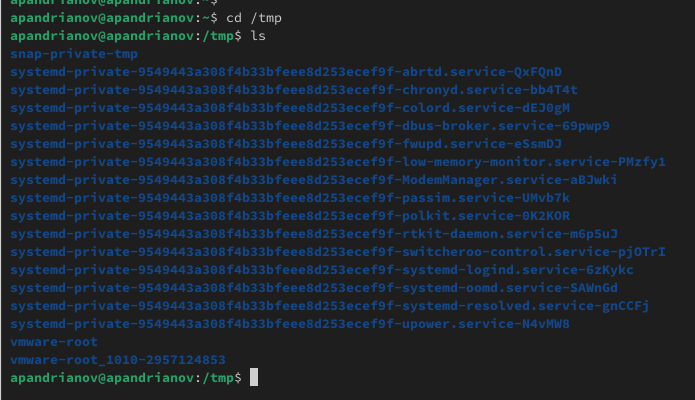 apandrianov@apandrianov:~$
apandrianov@apandrianov:~$ cd /tmp
apandrianov@apandrianov:/tmp$ ls
snap-private-tmp
systemd-private-9549443a308f4b33bfeee8d253ecef9f-abrtd.service-QxFQnD
systemd-private-9549443a308f4b33bfeee8d253ecef9f-chronyd.service-bb4T4t
systemd-private-9549443a308f4b33bfeee8d253ecef9f-colord.service-dEJ0gM
systemd-private-9549443a308f4b33bfeee8d253ecef9f-dbus-broker.service-69pwp9
systemd-private-9549443a308f4b33bfeee8d253ecef9f-fwupd.service-eSsmDJ
systemd-private-9549443a308f4b33bfeee8d253ecef9f-low-memory-monitor.service-PMzfy1
systemd-private-9549443a308f4b33bfeee8d253ecef9f-ModemManager.service-aBJwki
systemd-private-9549443a308f4b33bfeee8d253ecef9f-passim.service-UMvb7k
systemd-private-9549443a308f4b33bfeee8d253ecef9f-polkit.service-0K2KOR
systemd-private-9549443a308f4b33bfeee8d253ecef9f-rtkit-daemon.service-m6p5uJ
systemd-private-9549443a308f4b33bfeee8d253ecef9f-switcheroo-control.service-pjOTrI
systemd-private-9549443a308f4b33bfeee8d253ecef9f-systemd-logind.service-6zKykc
systemd-private-9549443a308f4b33bfeee8d253ecef9f-systemd-oomd.service-SAWnGd
systemd-private-9549443a308f4b33bfeee8d253ecef9f-systemd-resolved.service-gnCCFj
systemd-private-9549443a308f4b33bfeee8d253ecef9f-upower.service-N4vMW8
vmware-root
vmware-root_1010-2957124853
apandrianov@apandrianov:/tmp$